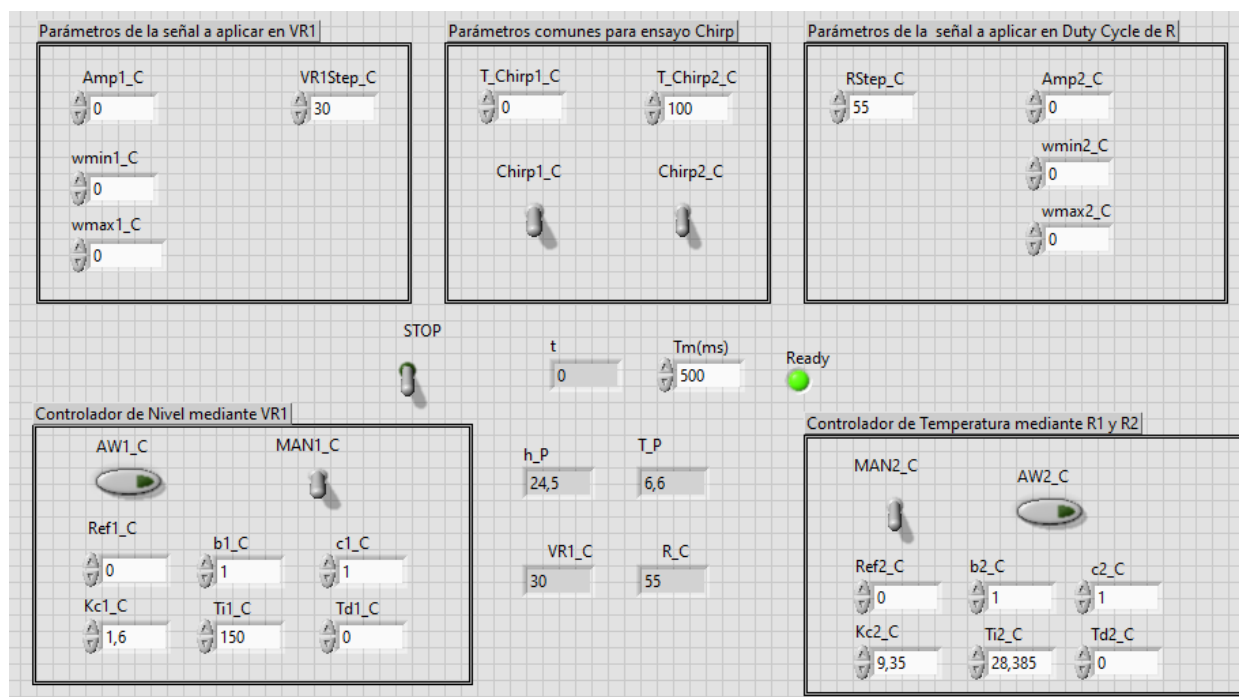 Parámetros de la señal a aplicar en VR1
Amp1_C
0
VR1Step_C
30
wmin1_C
0
wmax1_C
0
Parámetros comunes para ensayo Chirp
T_Chirp1_C
0
T_Chirp2_C
100
Chirp1_C
Chirp2_C
Parámetros de la  señal a aplicar en Duty Cycle de R
RStep_C
55
Amp2_C
0
wmin2_C
0
wmax2_C
0
STOP
t
0
Tm(ms)
500
Ready
Controlador de Nivel mediante VR1
AW1_C
MAN1_C
Ref1_C
0
b1_C
1
c1_C
1
Kc1_C
1,6
Ti1_C
150
Td1_C
0
h_P
24,5
T_P
6,6
VR1_C
30
R_C
55
Controlador de Temperatura mediante R1 y R2
MAN2_C
AW2_C
Ref2_C
0
b2_C
1
c2_C
1
Kc2_C
9,35
Ti2_C
28,385
Td2_C
0